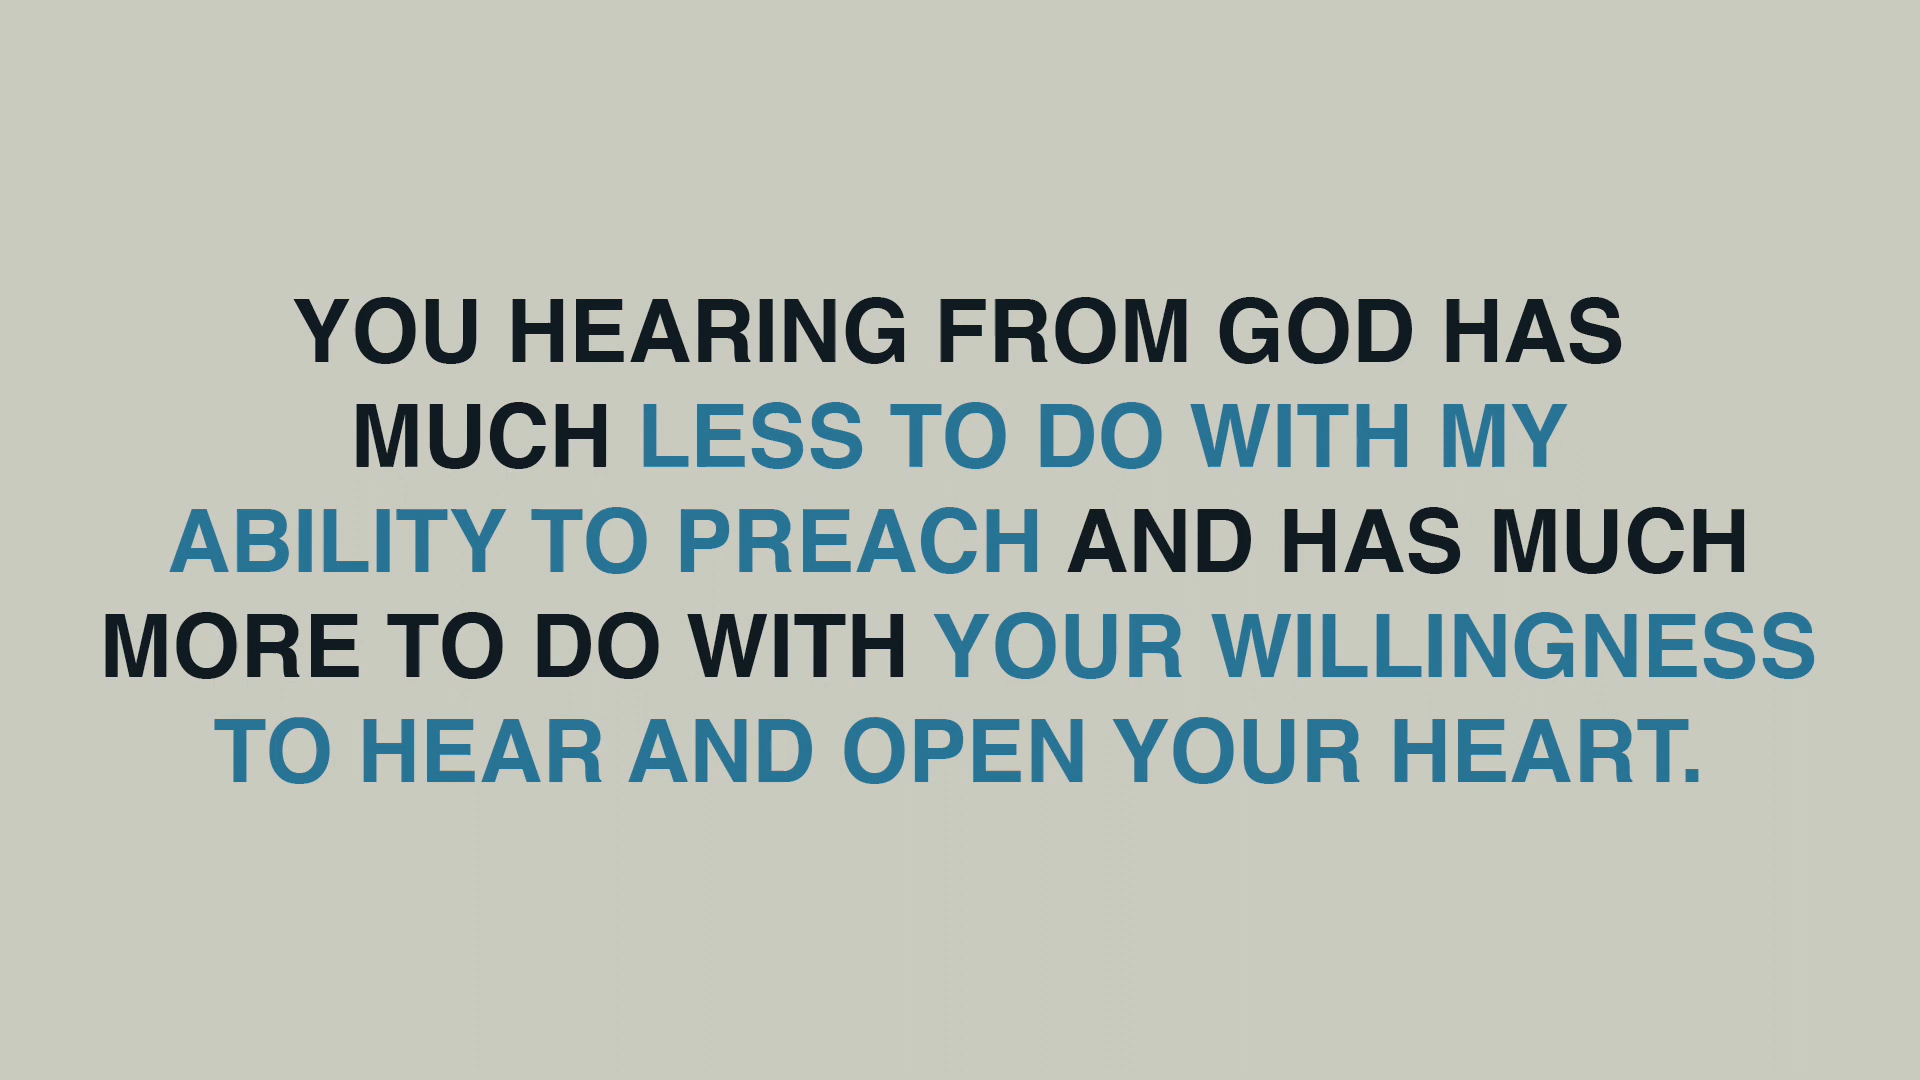 YOU HEARING FROM GOD HAS
MUCH LESS TO DO WITH MY
ABILITY TO PREACH AND HAS MUCH
MORE TO DO WITH YOUR WILLINGNESS
TO HEAR AND OPEN YOUR HEART.